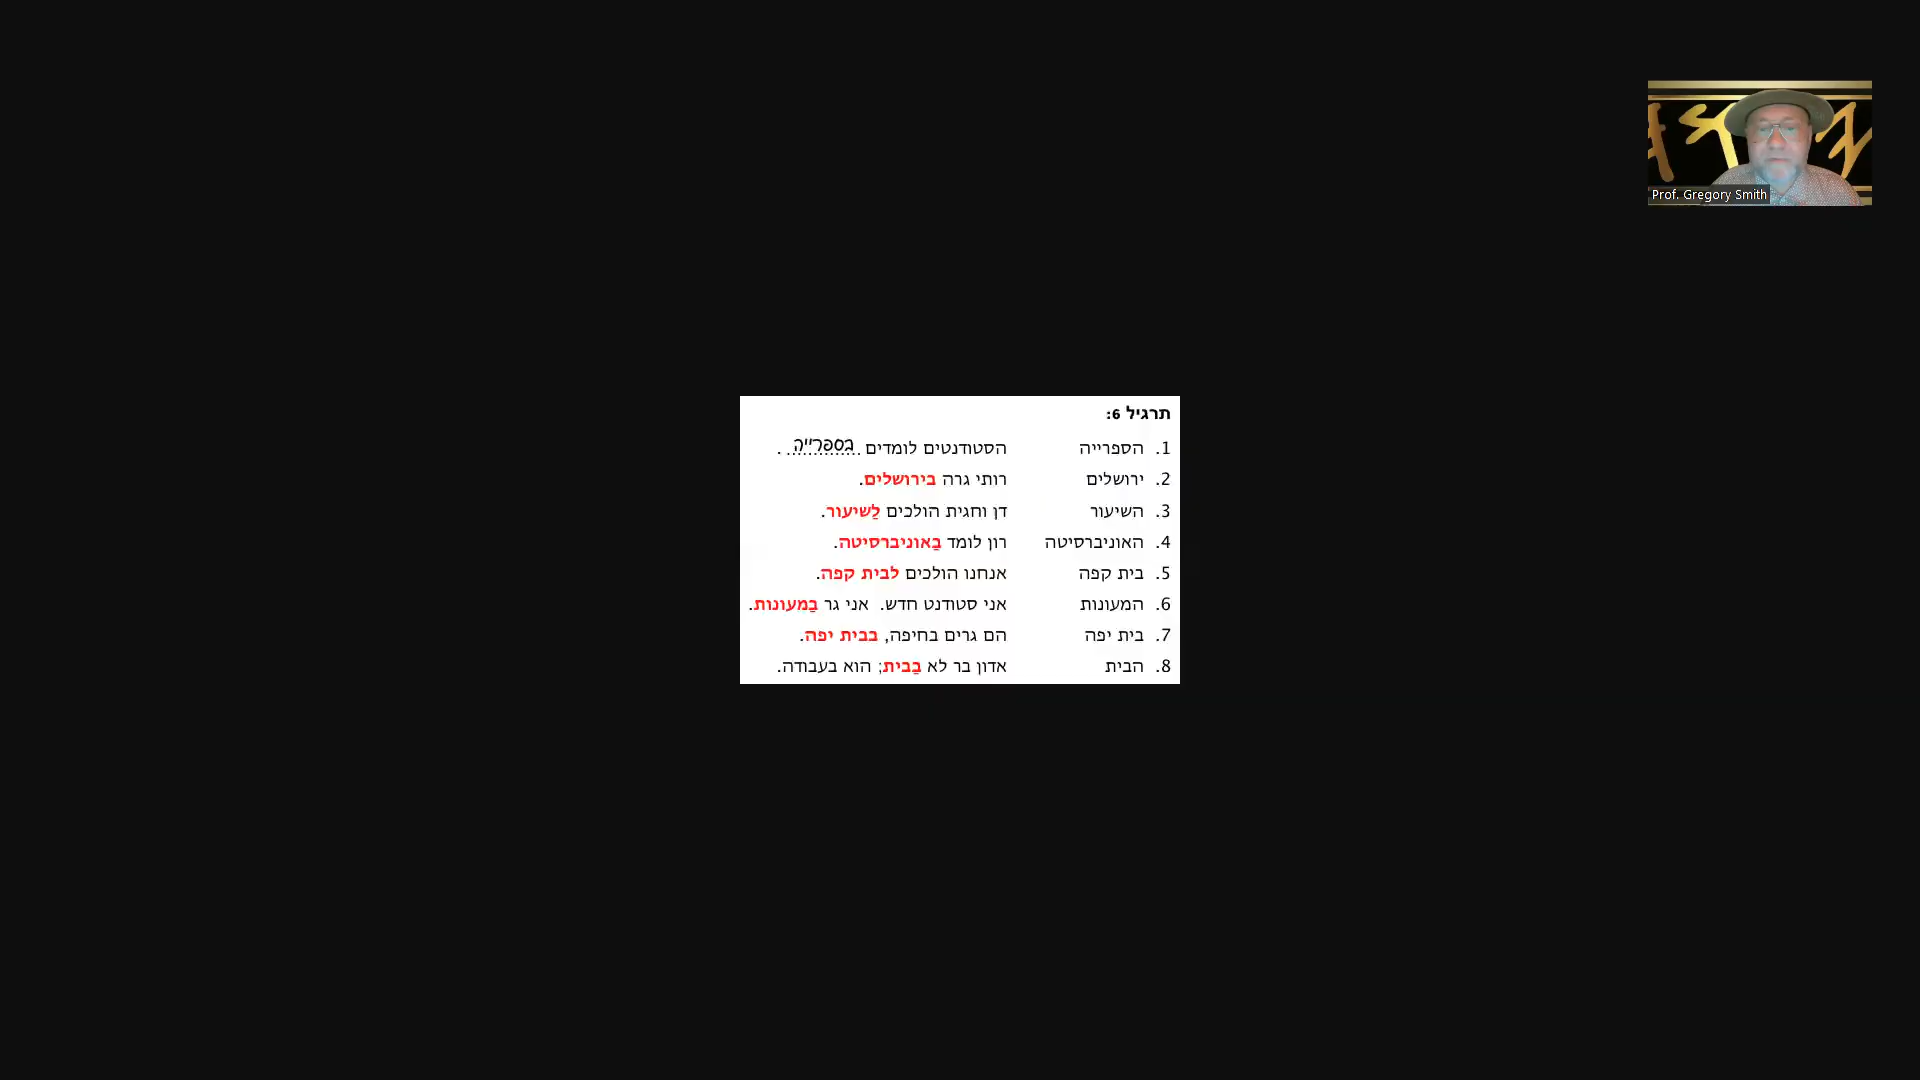 Prof. Gregory Smith
תרגיל 6:
1. הספרייה הסטודנטים לומדים בספרייה.
2. ירושלים רותי גרה בירושלים.
3. השיעור דן וחגית הולכים לַשיעור.
4. האוניברסיטה רון לומד בַאוניברסיטה.
5. בית קפה אנחנו הולכים לבית קפה.
6. המעונות אני סטודנט חדש. אני גר בַמעונות.
7. בית יפה הם גרים בחיפה, בבית יפה.
8. הבית אדון בר לא בַבית; הוא בעבודה.